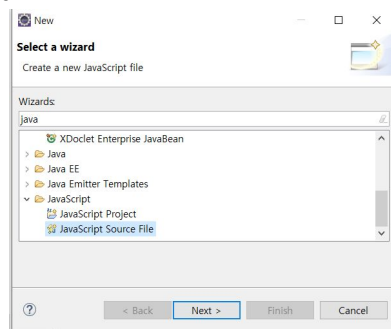 New
Select a wizard
Create a new JavaScript file
Wizards:
java
XDoclet Enterprise JavaBean
Java
Java EE
Java Emitter Templates
JavaScript
JavaScript Project
JavaScript Source File
< Back Next > Finish Cancel